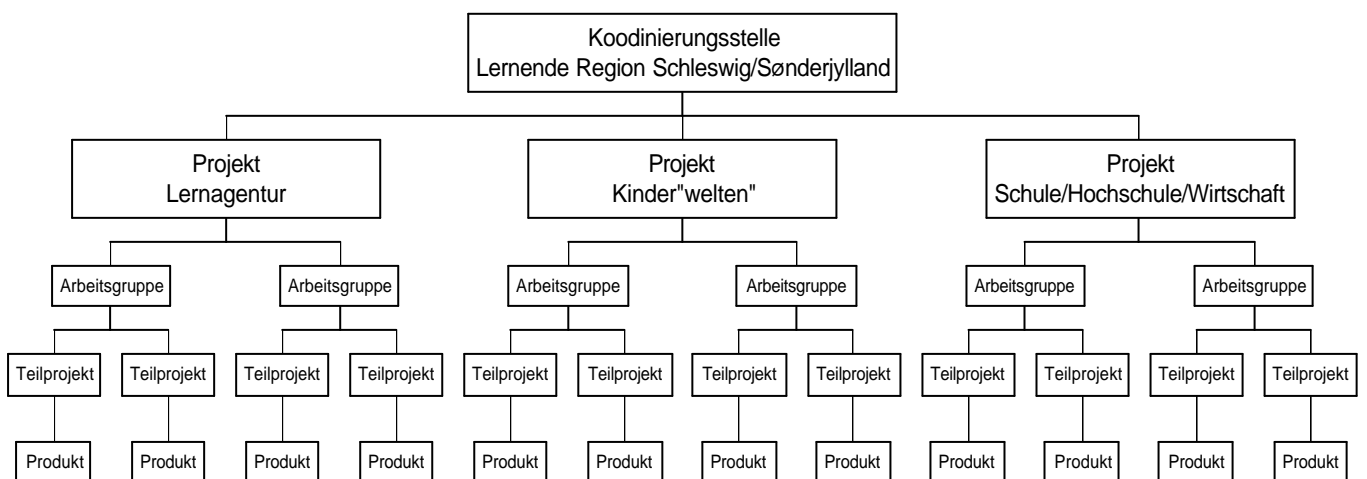 Koodinierungsstelle
Lernende Region Schleswig/Sønderjylland
Projekt
Lernagentur
Projekt
Kinder"welten"
Projekt
Schule/Hochschule/Wirtschaft
Arbeitsgruppe
Arbeitsgruppe
Arbeitsgruppe
Arbeitsgruppe
Arbeitsgruppe
Arbeitsgruppe
Teilprojekt
Teilprojekt
Teilprojekt
Teilprojekt
Teilprojekt
Teilprojekt
Teilprojekt
Teilprojekt
Teilprojekt
Teilprojekt
Teilprojekt
Teilprojekt
Produkt
Produkt
Produkt
Produkt
Produkt
Produkt
Produkt
Produkt
Produkt
Produkt
Produkt
Produkt